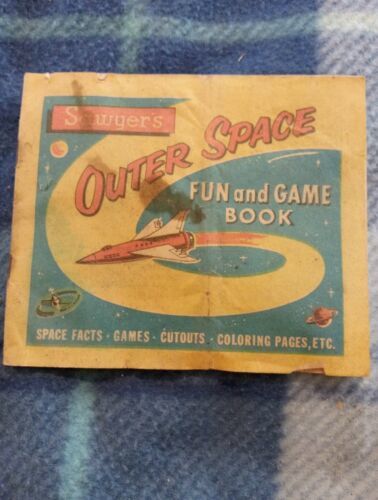 Sawyer's
OUTER SPACE
FUN and GAME
BOOK
SPACE FACTS · GAMES · CUTOUTS · COLORING PAGES, ETC.